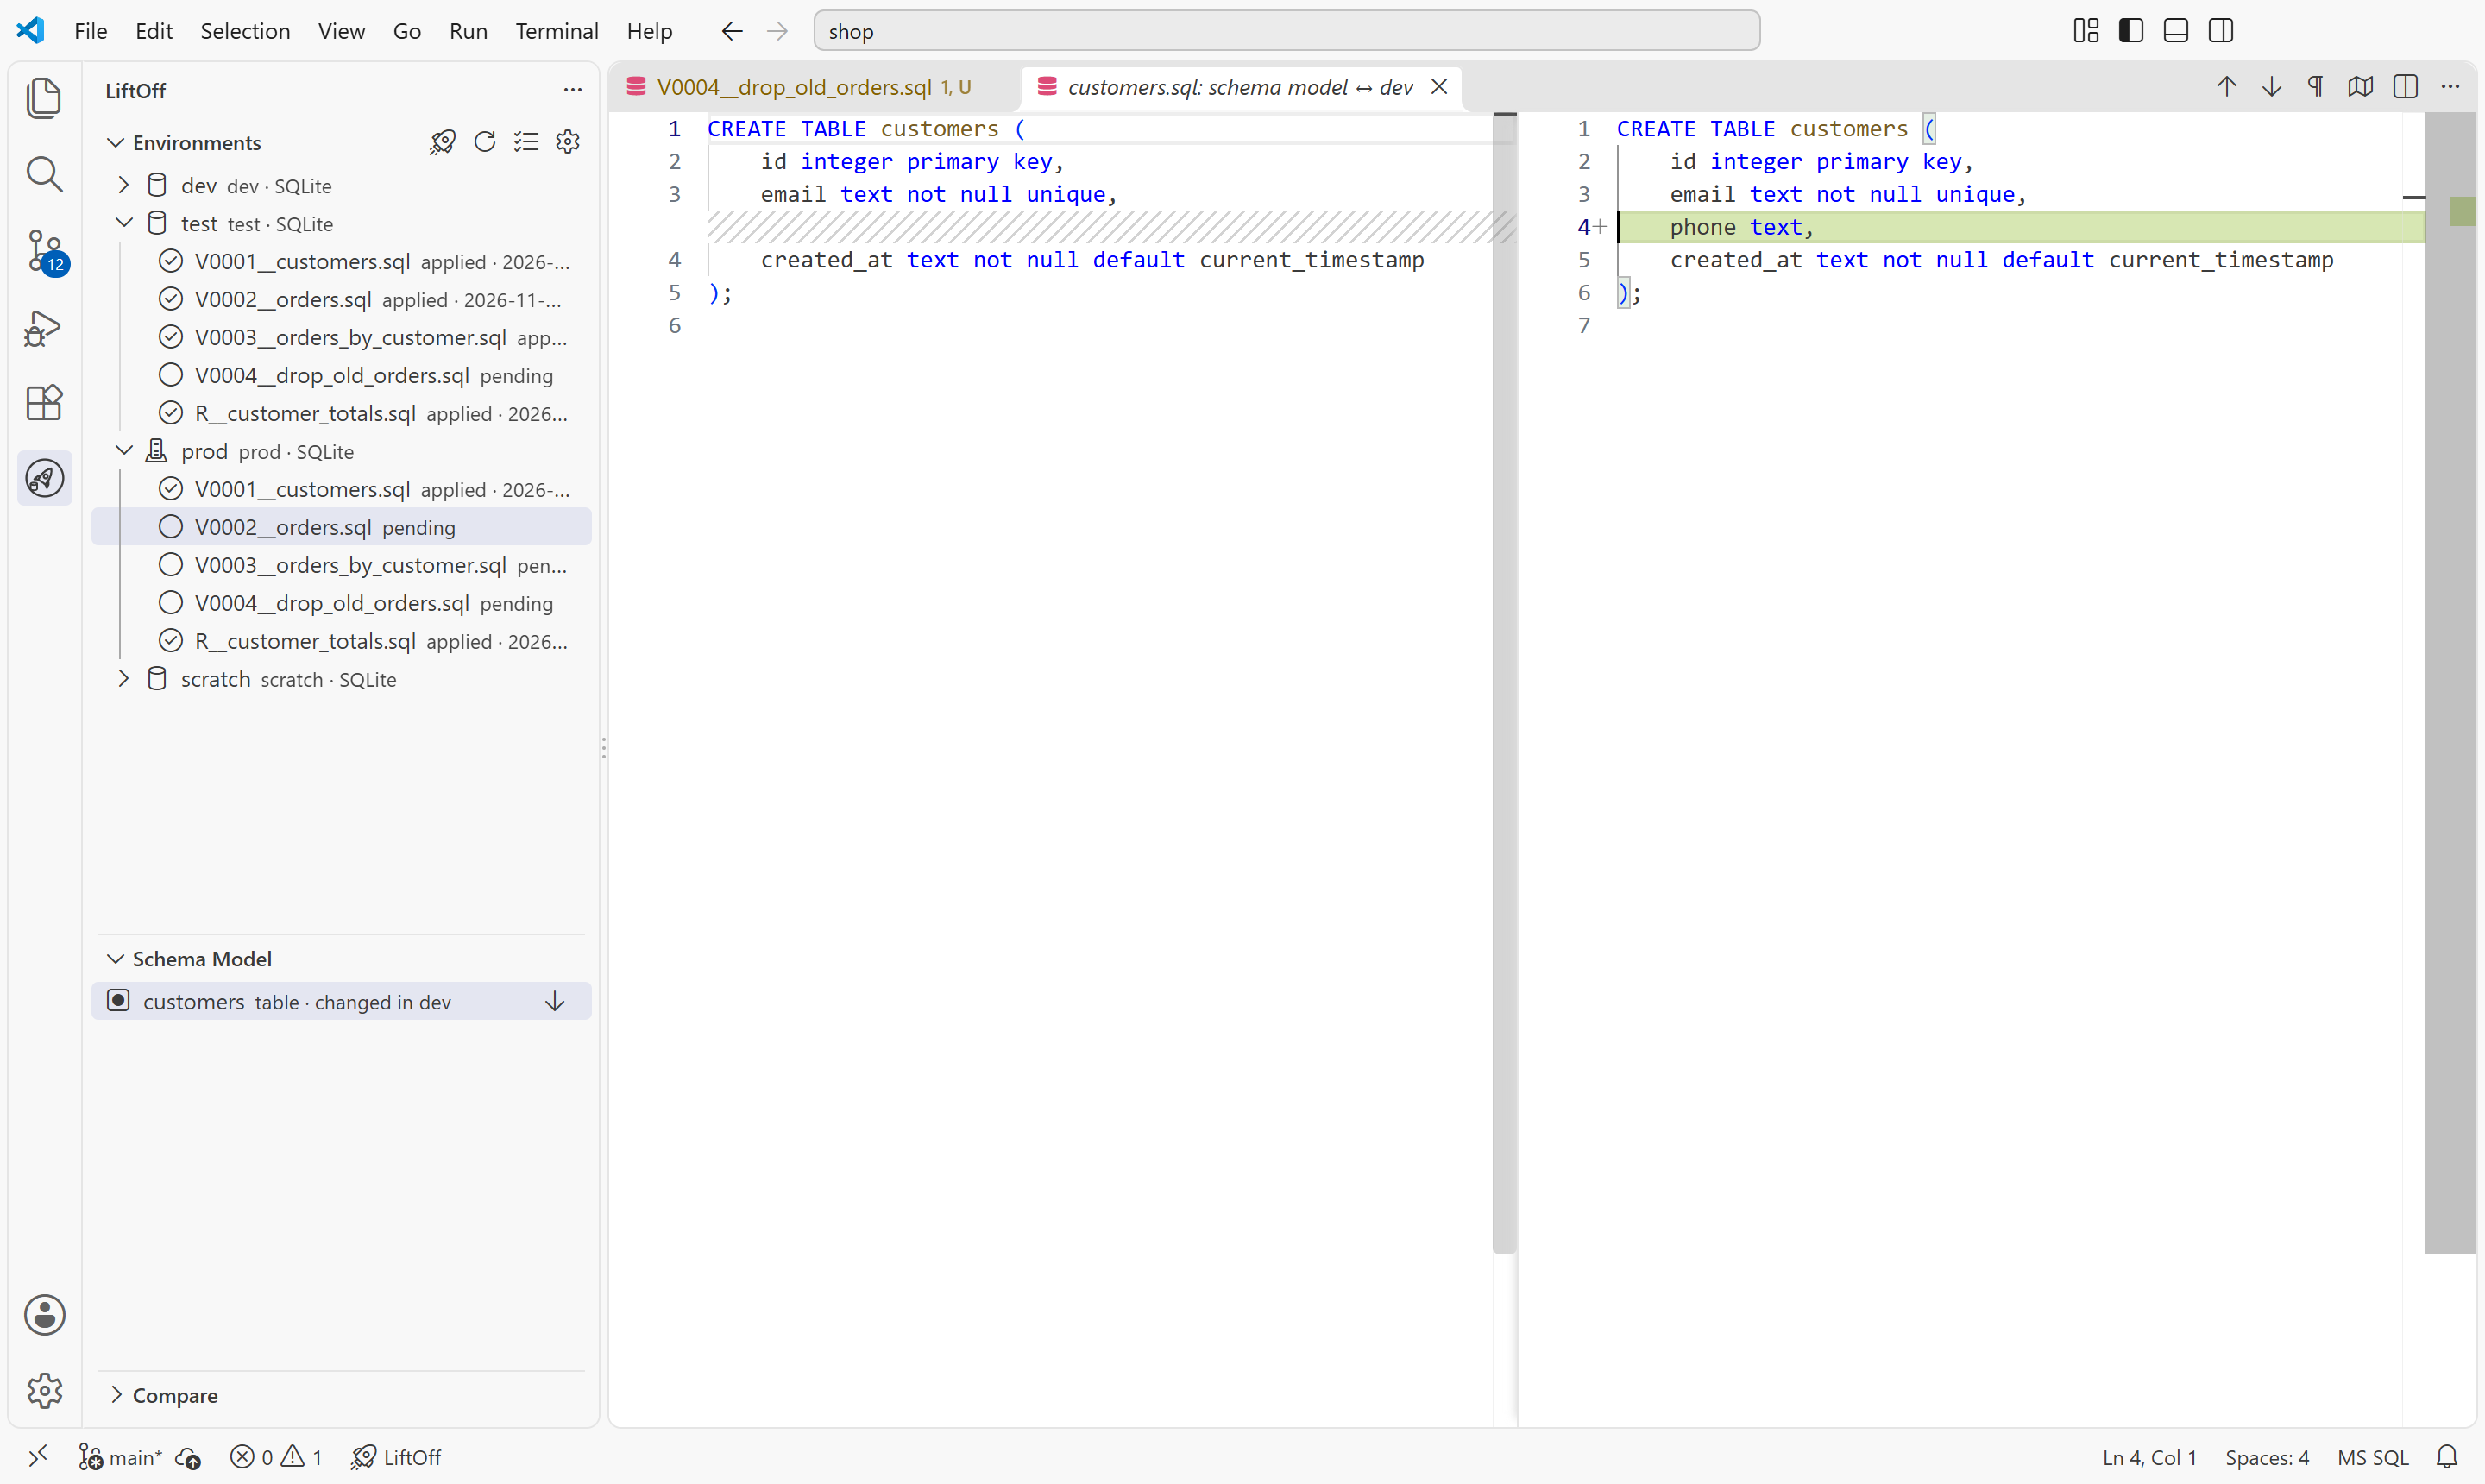 File Edit Selection View Go Run Terminal Help
shop
LiftOff
Environments
dev dev · SQLite
test test · SQLite
V0001__customers.sql applied · 2026-...
V0002__orders.sql applied · 2026-11-...
V0003__orders_by_customer.sql app...
V0004__drop_old_orders.sql pending
R__customer_totals.sql applied · 2026...
prod prod · SQLite
V0001__customers.sql applied · 2026-...
V0002__orders.sql pending
V0003__orders_by_customer.sql pen...
V0004__drop_old_orders.sql pending
R__customer_totals.sql applied · 2026...
scratch scratch · SQLite
12
Schema Model
customers table · changed in dev
Compare
V0004__drop_old_orders.sql 1, U
customers.sql: schema model ↔ dev
1 CREATE TABLE customers (
2 id integer primary key,
3 email text not null unique,
4 created_at text not null default current_timestamp
5 );
6
1 CREATE TABLE customers (
2 id integer primary key,
3 email text not null unique,
4+ phone text,
5 created_at text not null default current_timestamp
6 );
7
main* 0 1 LiftOff
Ln 4, Col 1 Spaces: 4 MS SQL